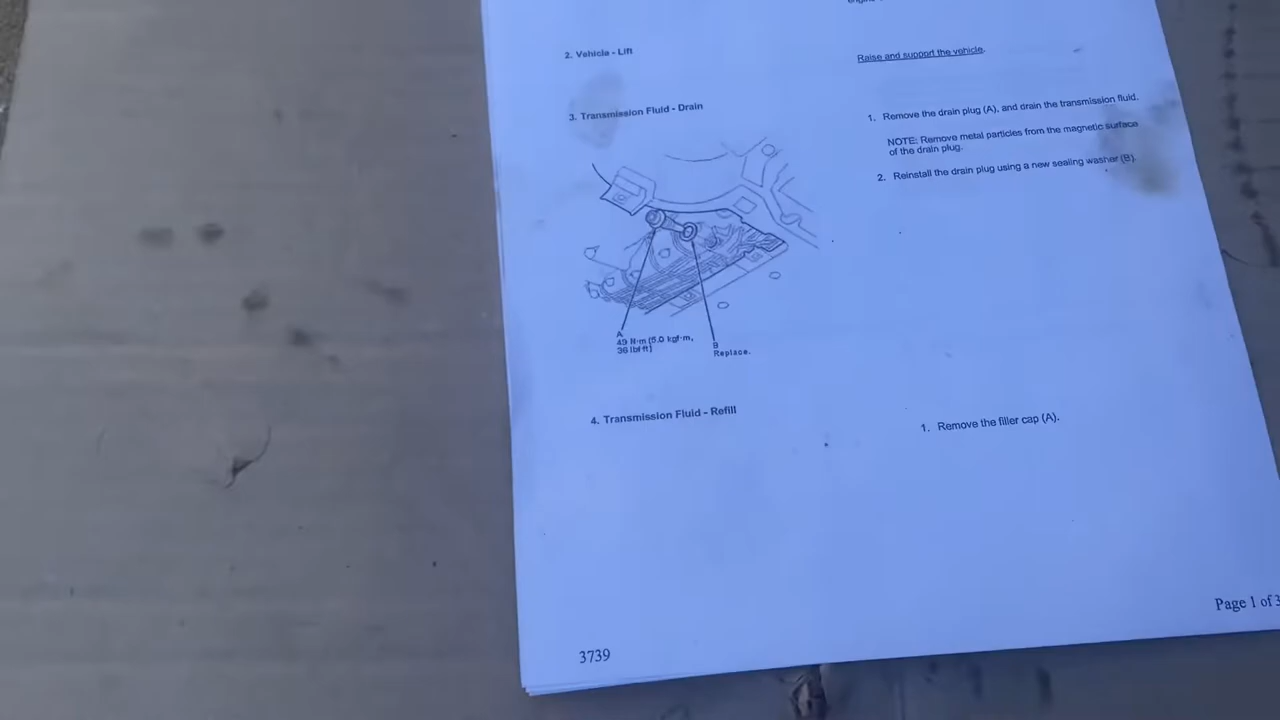 2. Vehicle - Lift
Raise and support the vehicle.
3. Transmission Fluid - Drain
1. Remove the drain plug (A), and drain the transmission fluid.
NOTE: Remove metal particles from the magnetic surface
of the drain plug.
2. Reinstall the drain plug using a new sealing washer (B).
A
49 N·m (5.0 kgf·m,
36 lbf·ft)
B
Replace.
4. Transmission Fluid - Refill
1. Remove the filler cap (A).
Page 1 of 3
3739